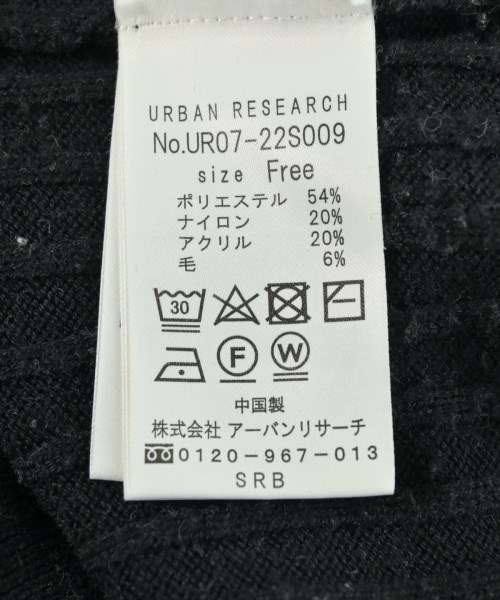 URBAN RESEARCH
No.UR07-22S009
size Free
ポリエステル 54%
ナイロン 20%
アクリル 20%
毛 6%
30
F W
中国製
株式会社 アーバンリサーチ
0120-967-013
SRB